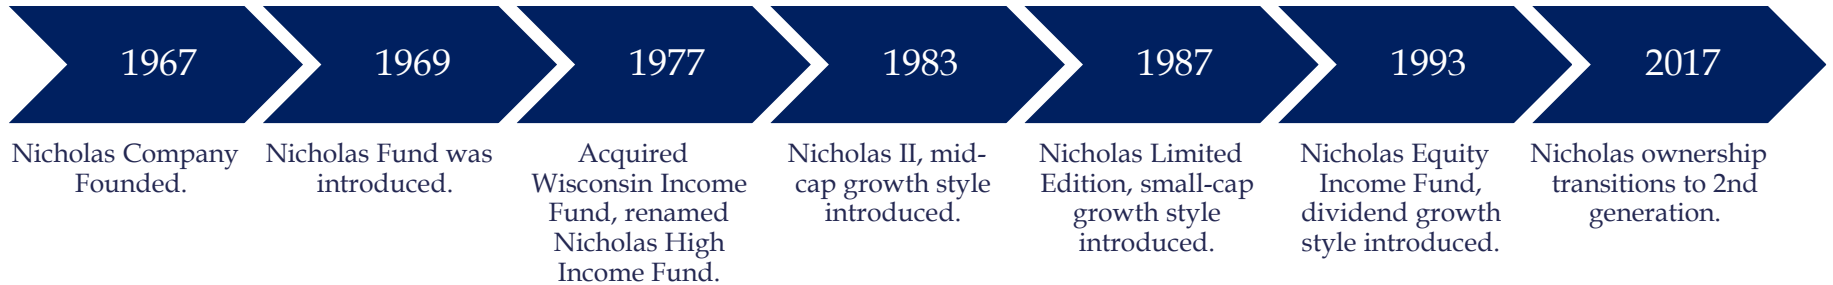 1967
Nicholas Company
Founded.
1969
Nicholas Fund was
introduced.
1977
Acquired
Wisconsin Income
Fund, renamed
Nicholas High
Income Fund.
1983
Nicholas II, mid-
cap growth style
introduced.
1987
Nicholas Limited
Edition, small-cap
growth style
introduced.
1993
Nicholas Equity
Income Fund,
dividend growth
style introduced.
2017
Nicholas ownership
transitions to 2nd
generation.